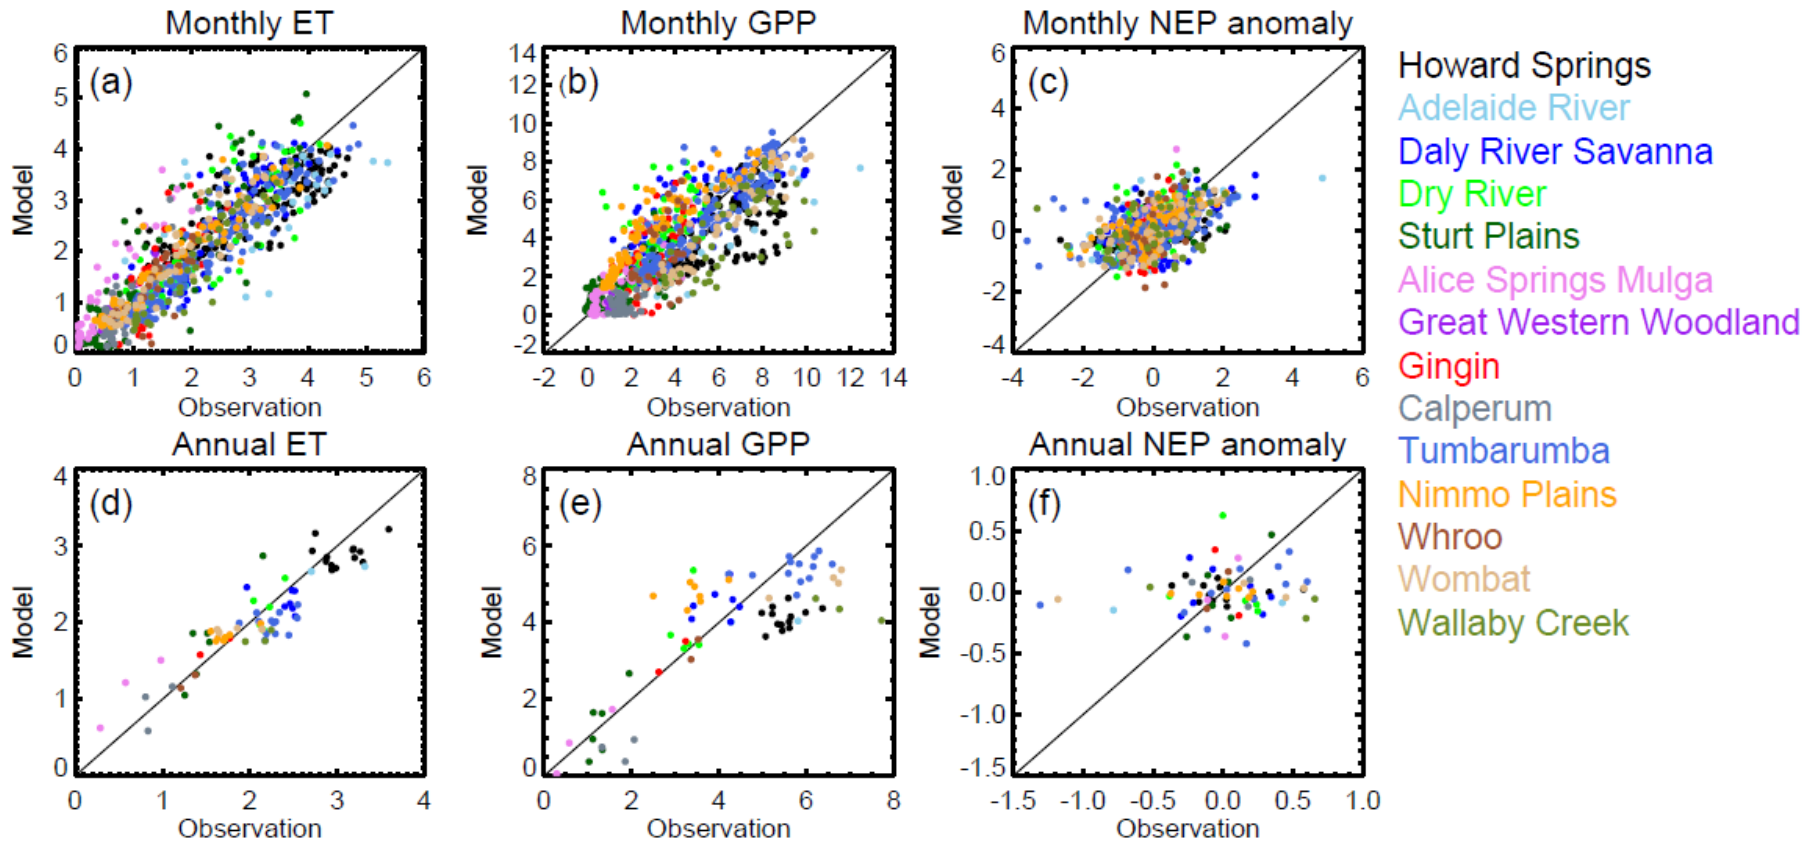 Monthly ET
Monthly GPP
Monthly NEP anomaly
(a)
(b)
(c)
6
5
4
3
2
1
0
Model
0 1 2 3 4 5 6
Observation
14
12
10
8
6
4
2
0
-2
Model
-2 0 2 4 6 8 10 12 14
Observation
6
4
2
0
-2
-4
Model
-4 -2 0 2 4 6
Observation
Annual ET
Annual GPP
Annual NEP anomaly
(d)
(e)
(f)
4
3
2
1
0
Model
0 1 2 3 4
Observation
8
6
4
2
0
Model
0 2 4 6 8
Observation
1.0
0.5
0.0
-0.5
-1.0
-1.5
Model
-1.5 -1.0 -0.5 0.0 0.5 1.0
Observation
Howard Springs
Adelaide River
Daly River Savanna
Dry River
Sturt Plains
Alice Springs Mulga
Great Western Woodland
Gingin
Calperum
Tumbarumba
Nimmo Plains
Whroo
Wombat
Wallaby Creek